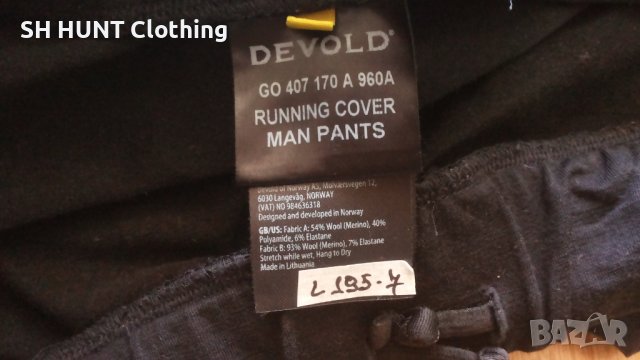 SH HUNT Clothing
DEVOLD®
GO 407 170 A 960A
RUNNING COVER
MAN PANTS
Devold of Norway AS, Molværsvegen 12,
6030 Langevåg, NORWAY
(VAT) NO 984636318
Designed and developed in Norway
GB/US: Fabric A: 54% Wool (Merino), 40%
Polyamide, 6% Elastane
Fabric B: 93% Wool (Merino), 7% Elastane
Stretch while wet, Hang to Dry
Made in Lithuania
L 195-7
BAZAR